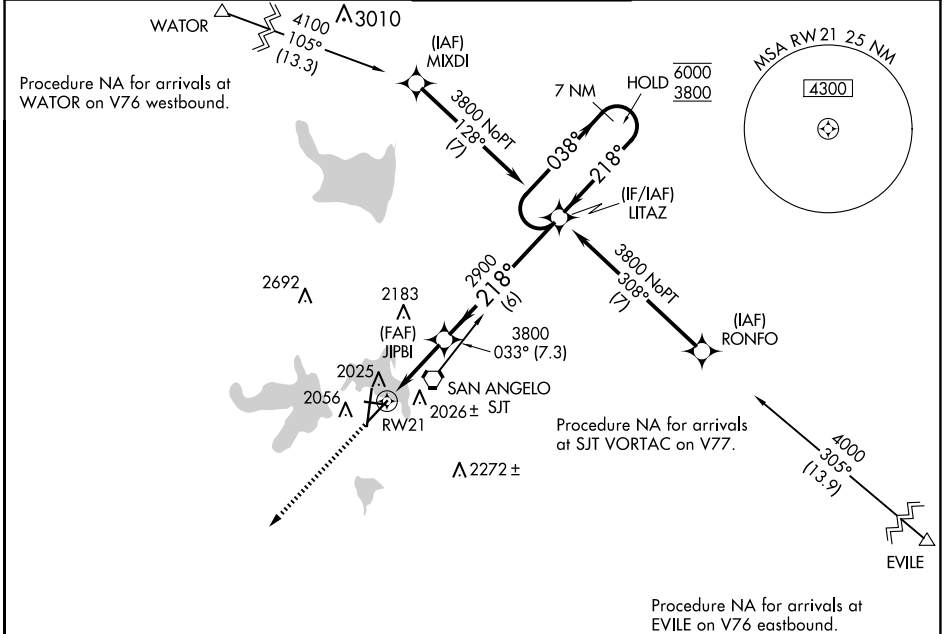 WATOR
4100
105°
(13.3)
3010
(IAF)
MIXDI
Procedure NA for arrivals at
WATOR on V76 westbound.
3800 NoPT
128°
(7)
7 NM
HOLD
6000
3800
038°
218°
MSA RW 21 25 NM
4300
(IF/IAF)
LITAZ
2900
218°
(6)
3800 NoPT
308°
(7)
(IAF)
RONFO
2692
2183
(FAF)
JIPBI
3800
033° (7.3)
2025
2056
RW21
2026 ±
SAN ANGELO
SJT
2272 ±
Procedure NA for arrivals
at SJT VORTAC on V77.
4000
305°
(13.9)
EVILE
Procedure NA for arrivals at
EVILE on V76 eastbound.